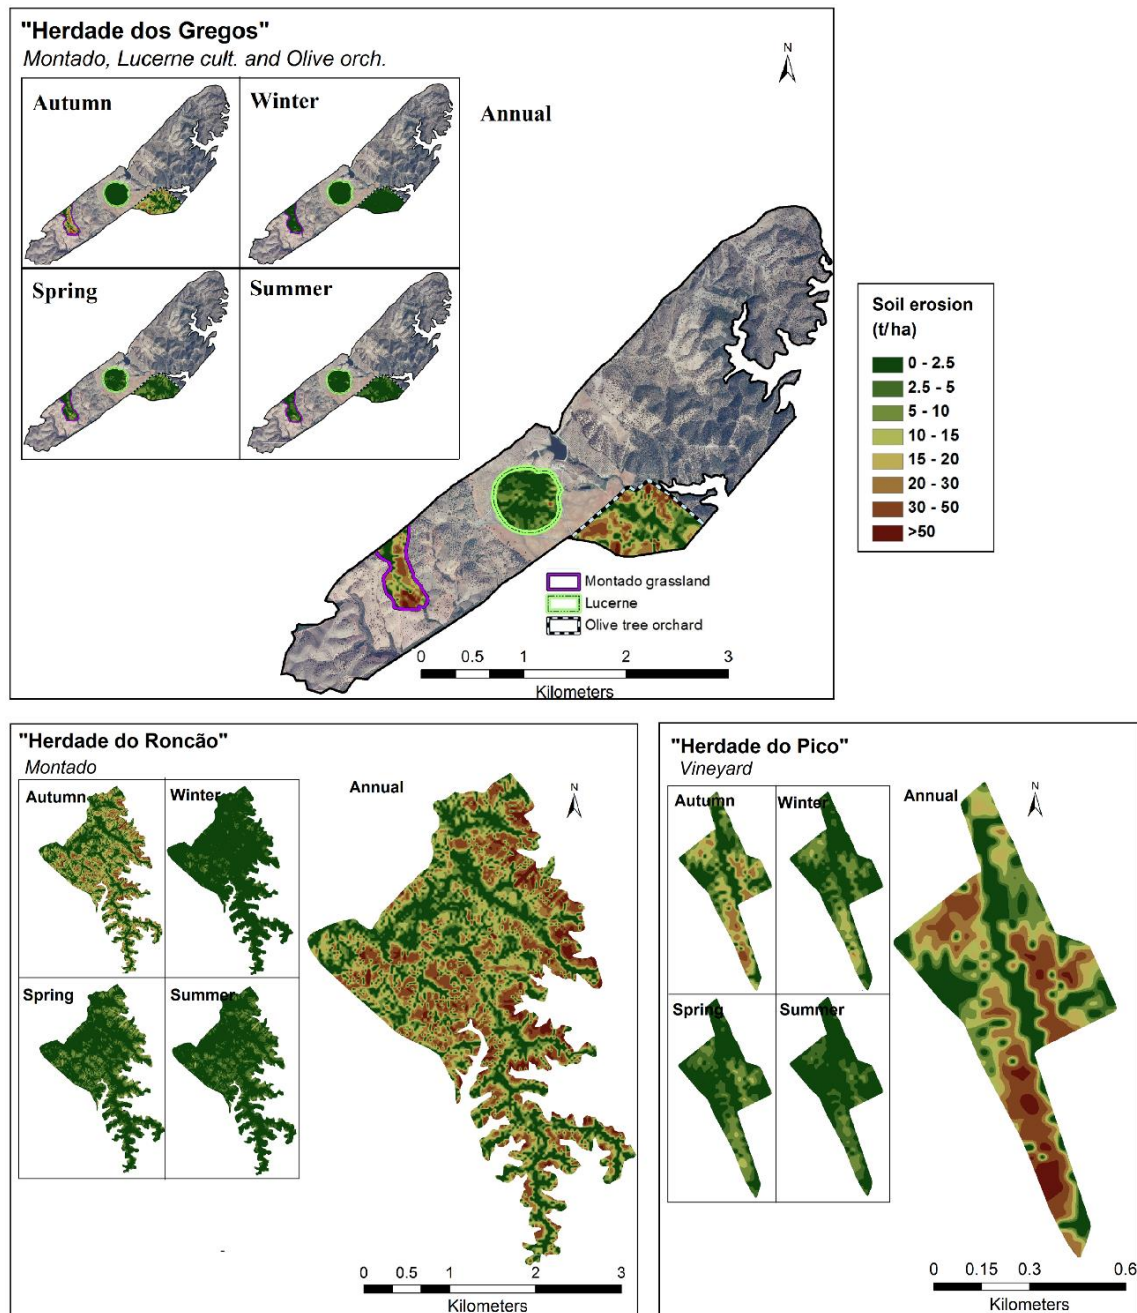 "Herdade dos Gregos"
Montado, Lucerne cult. and Olive orch.
N
Autumn
Winter
Annual
Spring
Summer
Soil erosion
(t/ha)
0 - 2.5
2.5 - 5
5 - 10
10 - 15
15 - 20
20 - 30
30 - 50
>50
Montado grassland
Lucerne
Olive tree orchard
0 0.5 1 2 3
Kilometers
"Herdade do Roncão"
Montado
Autumn
Winter
Annual
N
Spring
Summer
0 0.5 1 2 3
Kilometers
"Herdade do Pico"
Vineyard
Autumn
Winter
Annual
N
Spring
Summer
0 0.15 0.3 0.6
Kilometers